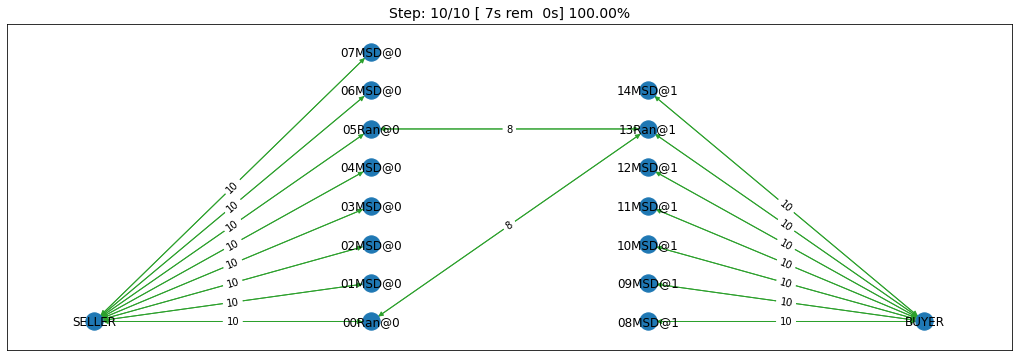 Step: 10/10 [ 7s rem  0s] 100.00%
07MSD@0
06MSD@0
14MSD@1
05Ran@0
8
13Ran@1
04MSD@0
12MSD@1
10
10
03MSD@0
11MSD@1
10
10
10
8
10
10
02MSD@0
10MSD@1
10
10
10
10
01MSD@0
09MSD@1
10
10
SELLER
10
00Ran@0
08MSD@1
10
BUYER